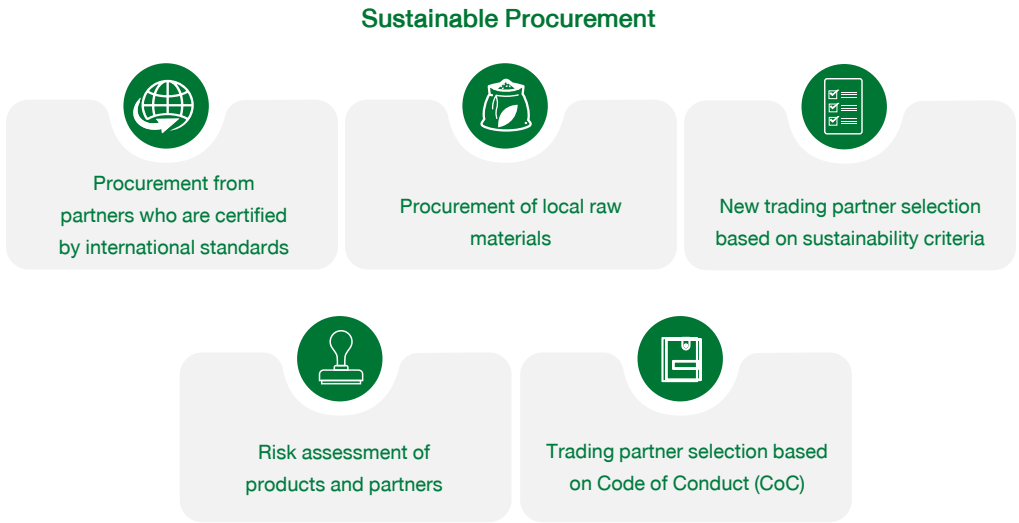 Sustainable Procurement
Procurement from
partners who are certified
by international standards
Procurement of local raw
materials
New trading partner selection
based on sustainability criteria
Risk assessment of
products and partners
Trading partner selection based
on Code of Conduct (CoC)